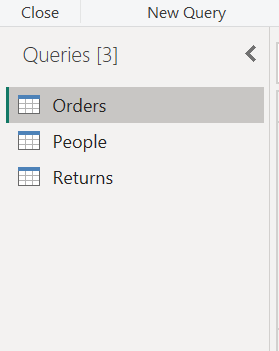 Close New Query
Queries [3]
Orders
People
Returns